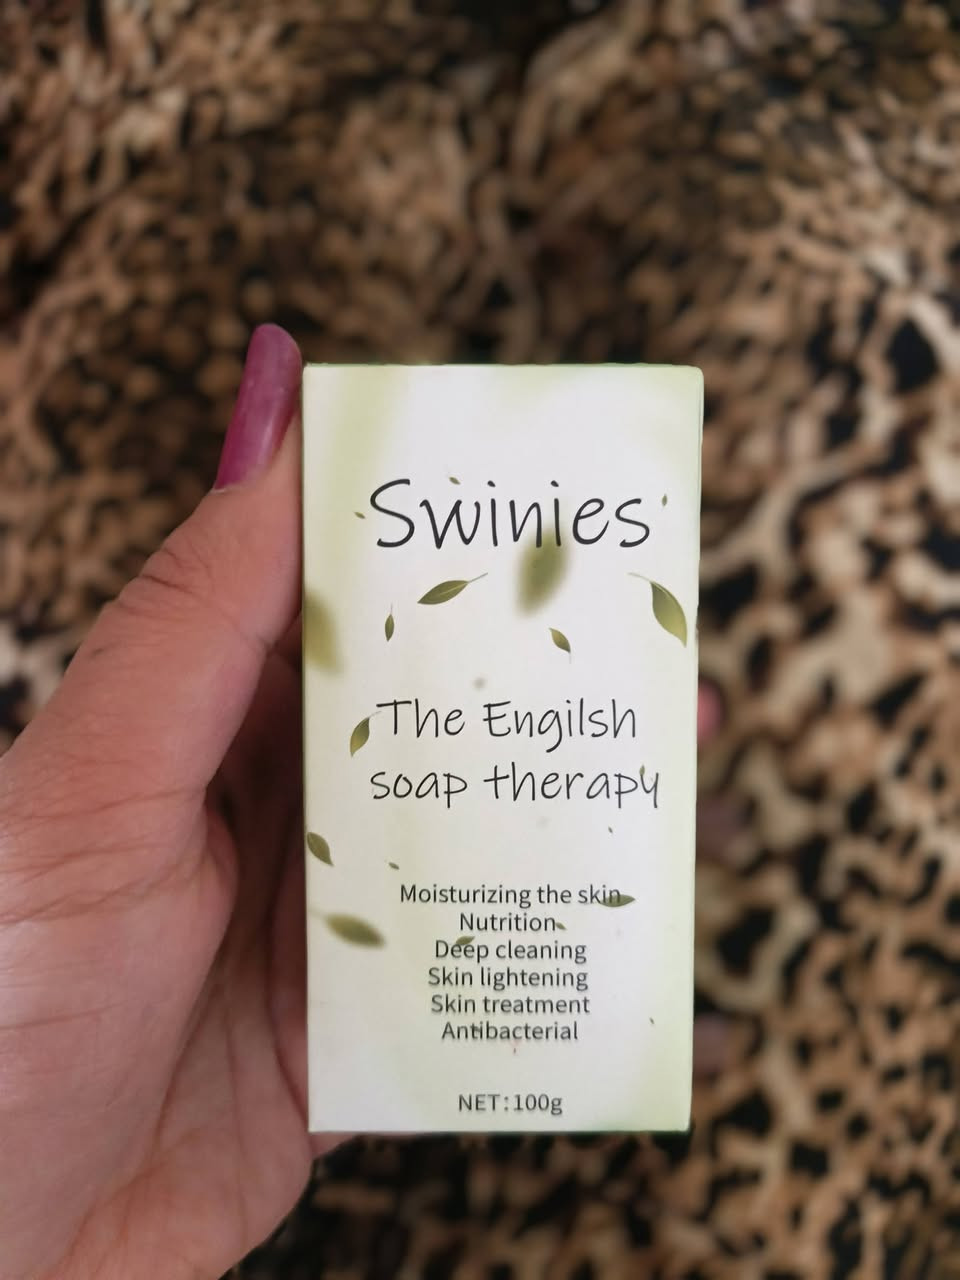 Swinies
The Engilsh
soap therapy
Moisturizing the skin
Nutrition
Deep cleaning
Skin lightening
Skin treatment
Antibacterial
NET:100g